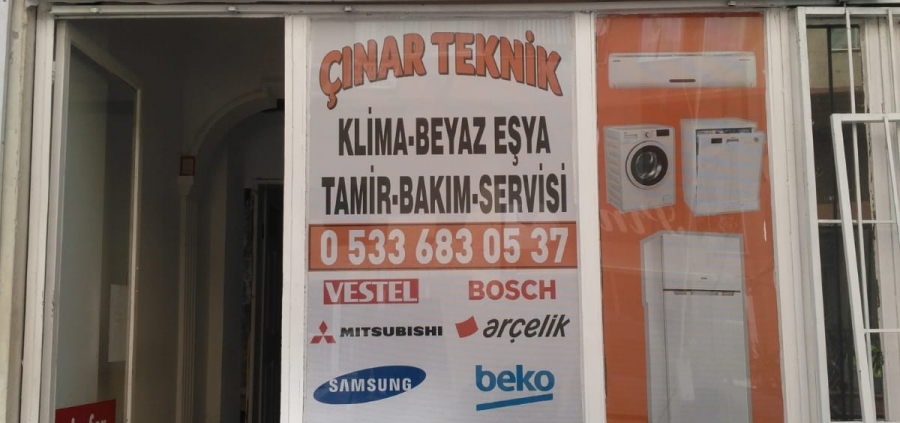 ÇINAR TEKNİK
KLİMA-BEYAZ EŞYA
TAMİR-BAKIM-SERVİSİ
0 533 683 05 37
VESTEL BOSCH
MITSUBISHI arçelik
SAMSUNG beko